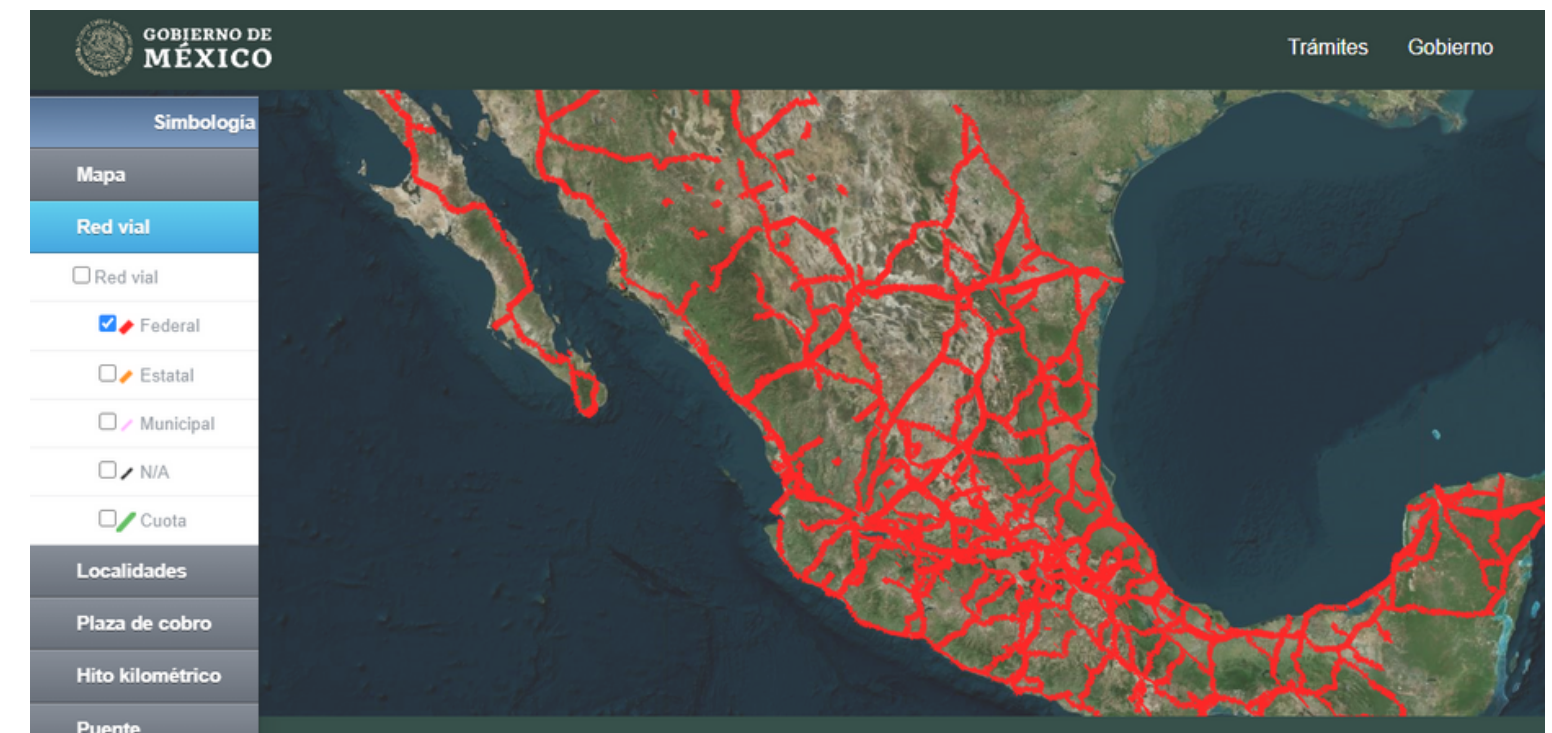 GOBIERNO DE
MÉXICO
Trámites Gobierno
Simbología
Mapa
Red vial
Red vial
Federal
Estatal
Municipal
N/A
Cuota
Localidades
Plaza de cobro
Hito kilométrico
Puente